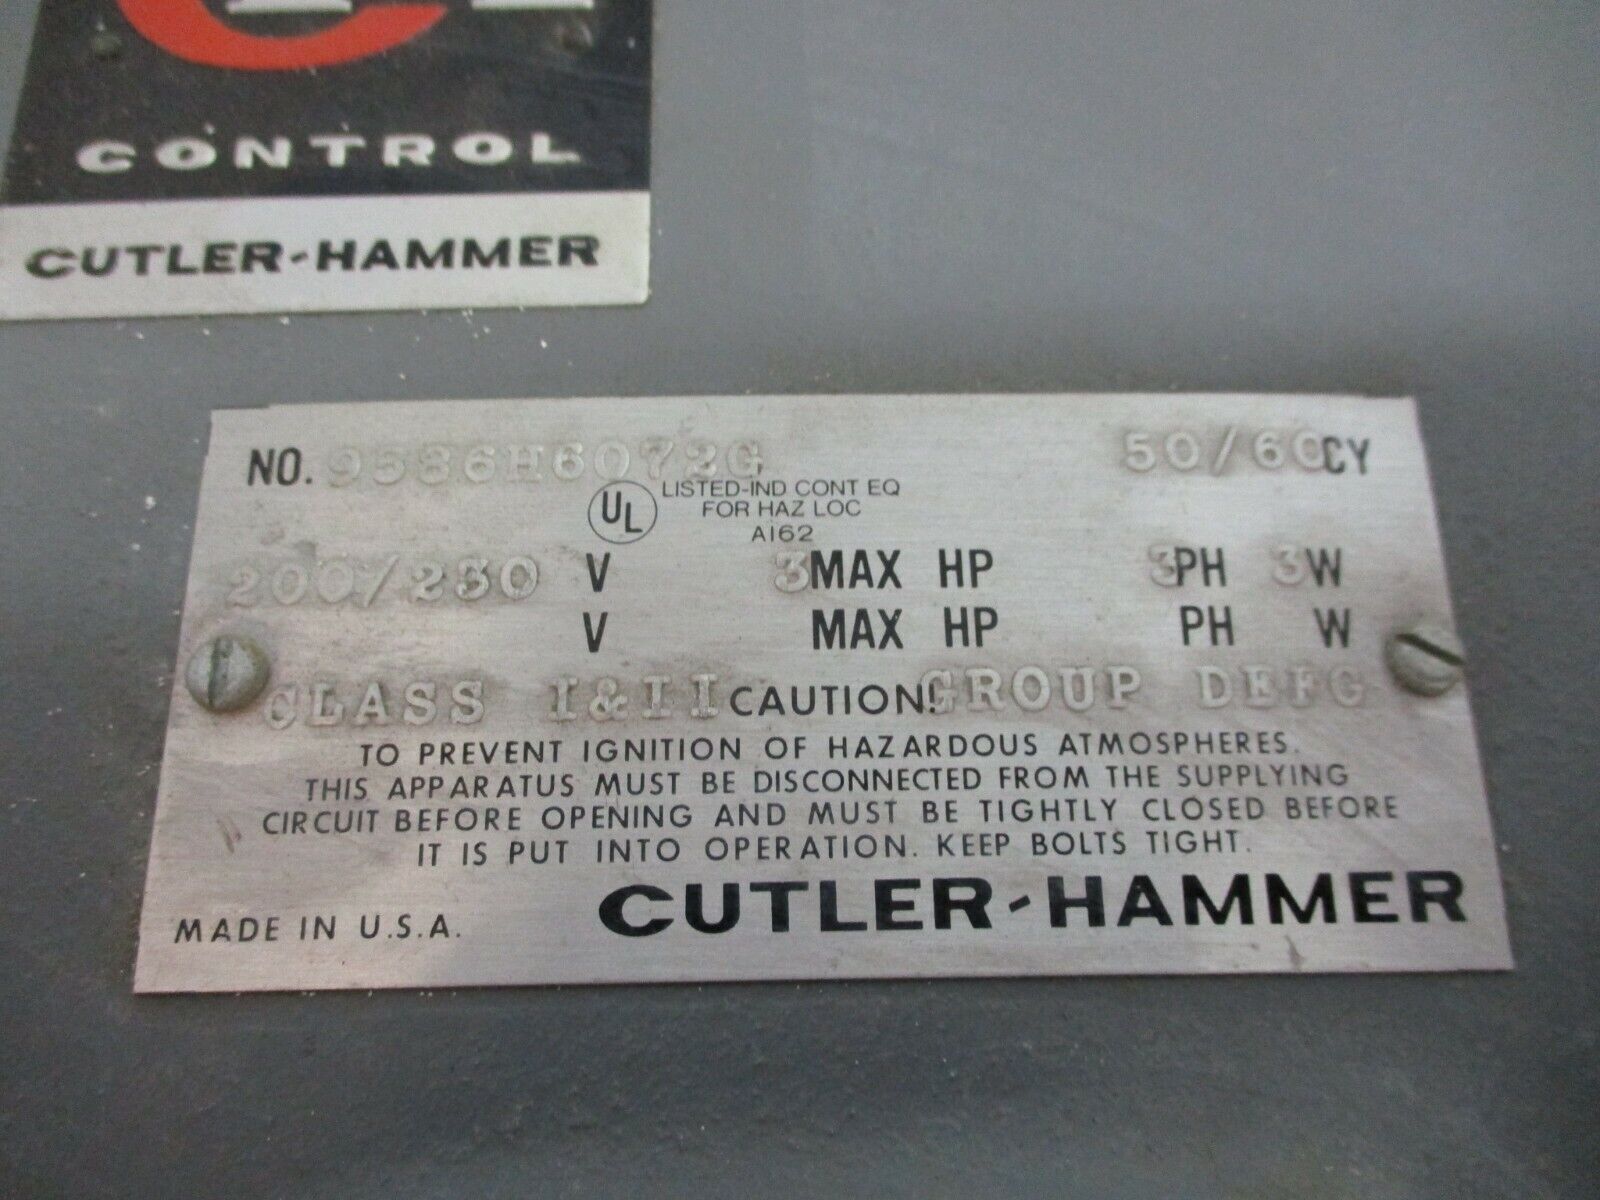 CONTROL
CUTLER-HAMMER
NO. 9586H6072G 50/60 CY
UL LISTED-IND CONT EQ
FOR HAZ LOC
A162
200/230 V 3 MAX HP 3 PH 3 W
V MAX HP PH W
CLASS I&II CAUTION! GROUP DEFG
TO PREVENT IGNITION OF HAZARDOUS ATMOSPHERES.
THIS APPARATUS MUST BE DISCONNECTED FROM THE SUPPLYING
CIRCUIT BEFORE OPENING AND MUST BE TIGHTLY CLOSED BEFORE
IT IS PUT INTO OPERATION. KEEP BOLTS TIGHT.
MADE IN U.S.A. CUTLER-HAMMER